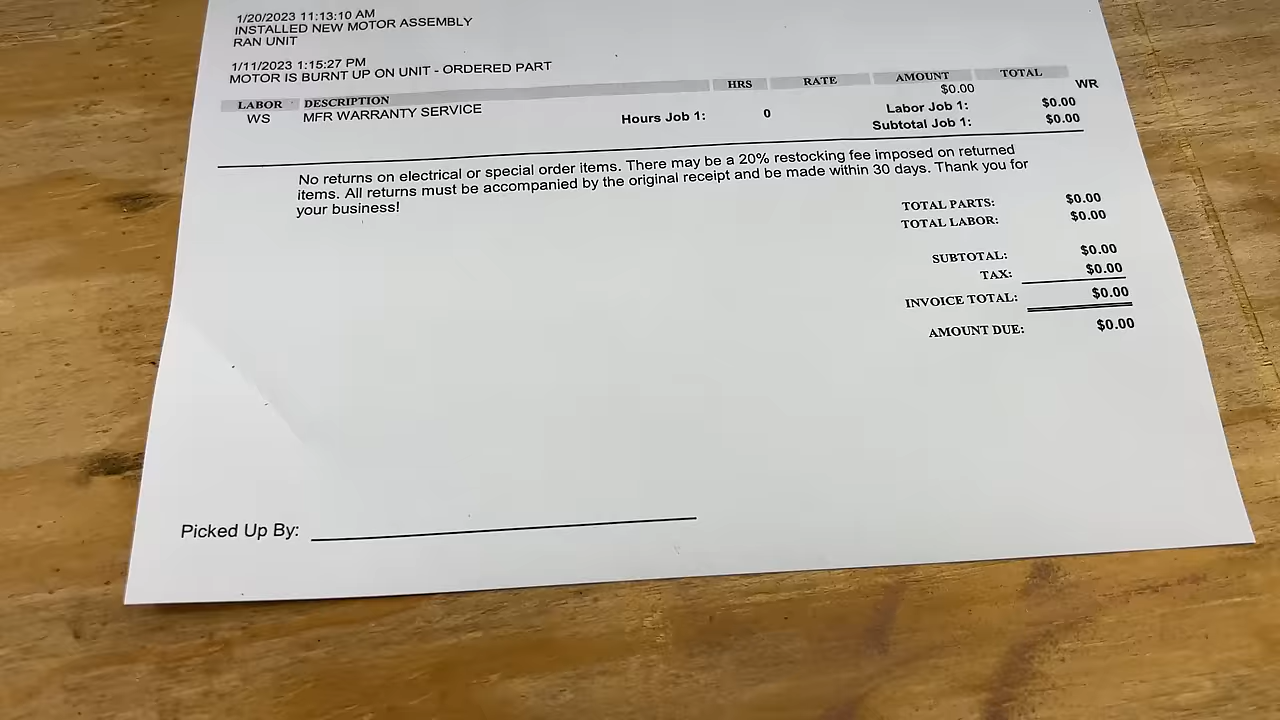 1/20/2023 11:13:10 AM
INSTALLED NEW MOTOR ASSEMBLY
RAN UNIT
1/11/2023 1:15:27 PM
MOTOR IS BURNT UP ON UNIT - ORDERED PART
LABOR DESCRIPTION HRS RATE AMOUNT TOTAL
WS MFR WARRANTY SERVICE $0.00 WR
Hours Job 1: 0 Labor Job 1: $0.00
Subtotal Job 1: $0.00
No returns on electrical or special order items. There may be a 20% restocking fee imposed on returned
items. All returns must be accompanied by the original receipt and be made within 30 days. Thank you for
your business!
TOTAL PARTS: $0.00
TOTAL LABOR: $0.00
SUBTOTAL: $0.00
TAX: $0.00
INVOICE TOTAL: $0.00
AMOUNT DUE: $0.00
Picked Up By: